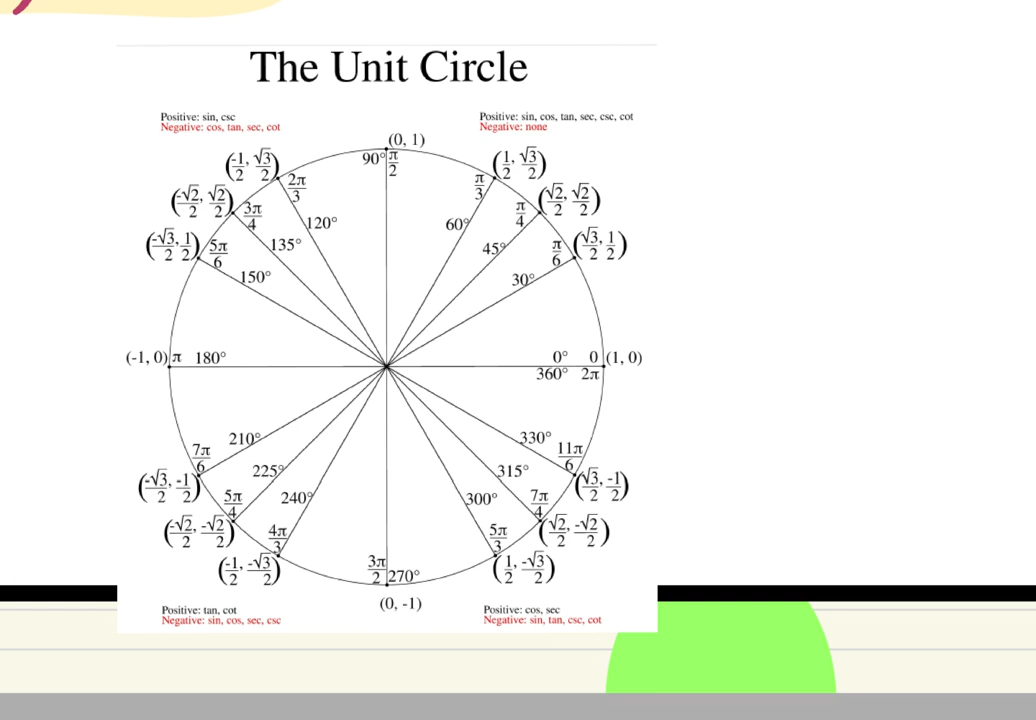 The Unit Circle
Positive: sin, csc
Negative: cos, tan, sec, cot
Positive: sin, cos, tan, sec, csc, cot
Negative: none
(0, 1)
90° π/2
(-1/2, √3/2)
2π/3
120°
(-√2/2, √2/2)
3π/4
135°
(-√3/2, 1/2)
5π/6
150°
(1/2, √3/2)
π/3
60°
(√2/2, √2/2)
π/4
45°
(√3/2, 1/2)
π/6
30°
(-1, 0) π 180°
0° 0 (1, 0)
360° 2π
210°
7π/6
(-√3/2, -1/2)
225°
5π/4
(-√2/2, -√2/2)
240°
4π/3
(-1/2, -√3/2)
330°
11π/6
(√3/2, -1/2)
315°
7π/4
(√2/2, -√2/2)
300°
5π/3
(1/2, -√3/2)
3π/2 270°
(0, -1)
Positive: tan, cot
Negative: sin, cos, sec, csc
Positive: cos, sec
Negative: sin, tan, csc, cot